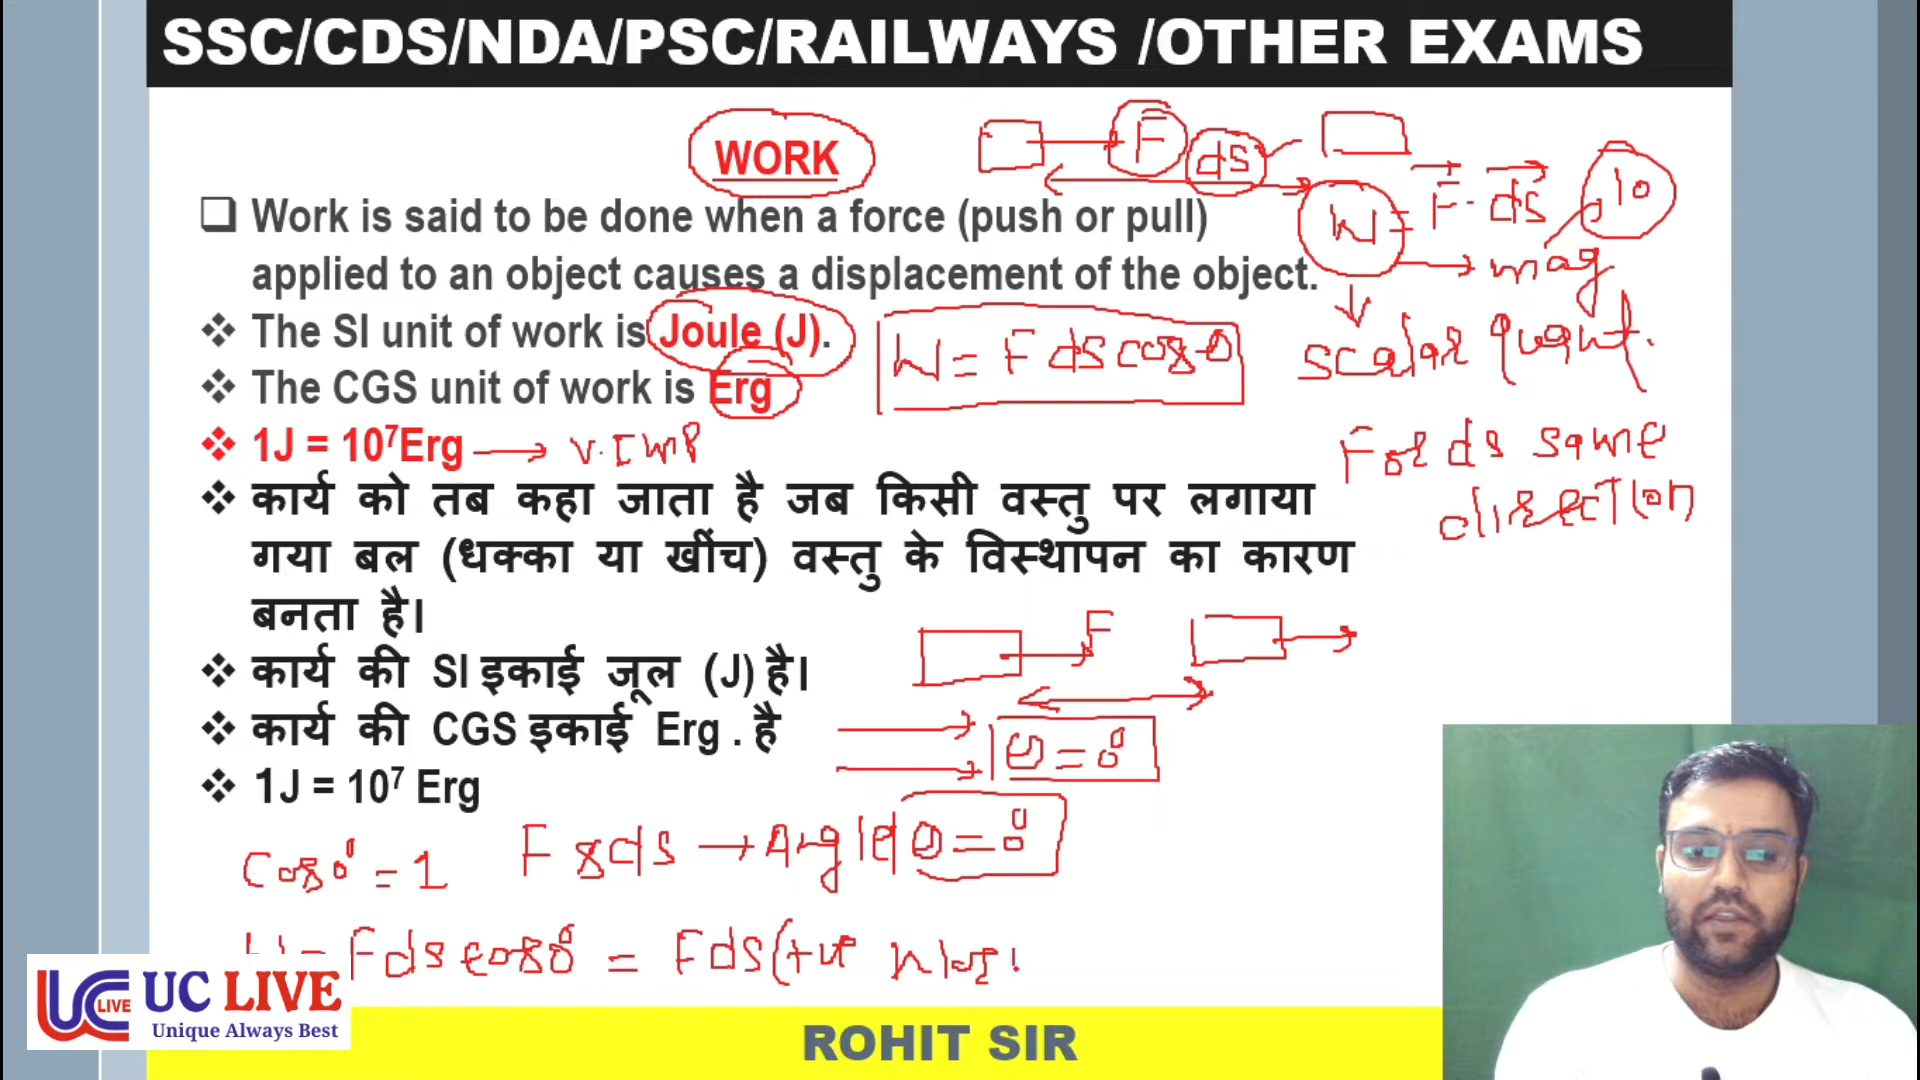 SSC/CDS/NDA/PSC/RAILWAYS /OTHER EXAMS
WORK
F
ds
W = F · ds
10
mag
scalar quant.
Work is said to be done when a force (push or pull)
applied to an object causes a displacement of the object.
The SI unit of work is Joule (J).
W = F ds cos θ
The CGS unit of work is Erg
1J = 10⁷Erg → V. Imp
F or ds same
direction
कार्य को तब कहा जाता है जब किसी वस्तु पर लगाया
गया बल (धक्का या खींच) वस्तु के विस्थापन का कारण
बनता है।
F
कार्य की SI इकाई जूल (J) है।
कार्य की CGS इकाई Erg . है
θ = 0°
1J = 10⁷ Erg
Cos 0° = 1
F & ds → Angle θ = 0°
W = F ds cos 0° = Fds (+ve
LIVE
UC LIVE
Unique Always Best
ROHIT SIR